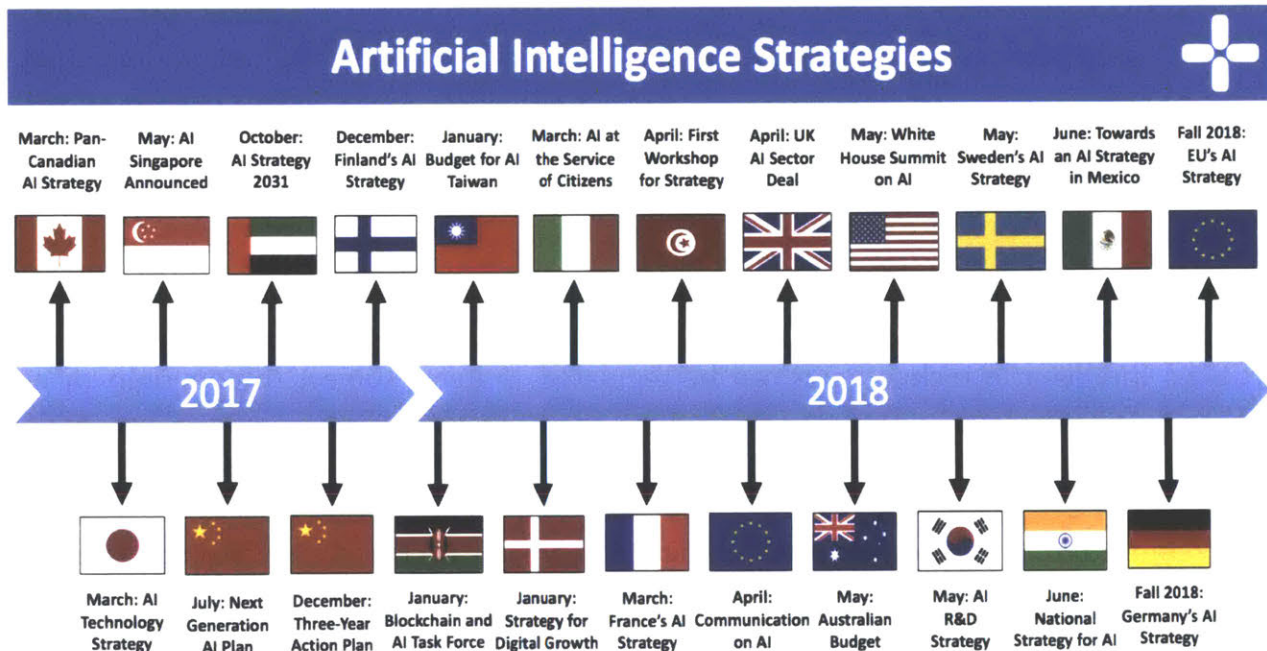 Artificial Intelligence Strategies
March: Pan-
Canadian
AI Strategy
May: AI
Singapore
Announced
October:
AI Strategy
2031
December:
Finland's AI
Strategy
January:
Budget for AI
Taiwan
March: AI at
the Service
of Citizens
April: First
Workshop
for Strategy
April: UK
AI Sector
Deal
May: White
House Summit
on AI
May:
Sweden's AI
Strategy
June: Towards
an AI Strategy
in Mexico
Fall 2018:
EU's AI
Strategy
2017
2018
March: AI
Technology
Strategy
July: Next
Generation
AI Plan
December:
Three-Year
Action Plan
January:
Blockchain and
AI Task Force
January:
Strategy for
Digital Growth
March:
France's AI
Strategy
April:
Communication
on AI
May:
Australian
Budget
May: AI
R&D
Strategy
June:
National
Strategy for AI
Fall 2018:
Germany's AI
Strategy